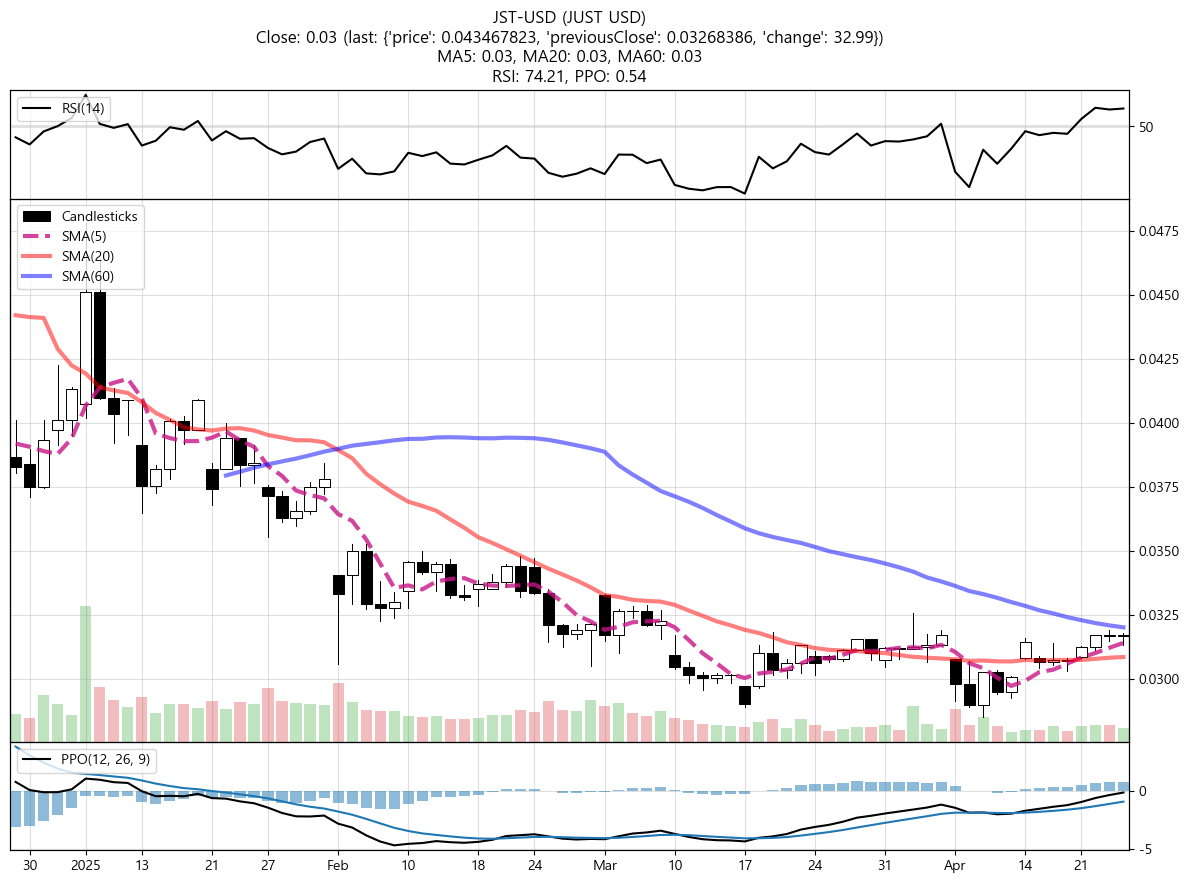 JST-USD (JUST USD)
Close: 0.03 (last: {'price': 0.043467823, 'previousClose': 0.03268386, 'change': 32.99})
MA5: 0.03, MA20: 0.03, MA60: 0.03
RSI: 74.21, PPO: 0.54
RSI(14)
50
Candlesticks
SMA(5)
SMA(20)
SMA(60)
0.0475
0.0450
0.0425
0.0400
0.0375
0.0350
0.0325
0.0300
PPO(12, 26, 9)
0
-5
30 2025 13 21 27 Feb 10 18 24 Mar 10 17 24 31 Apr 14 21